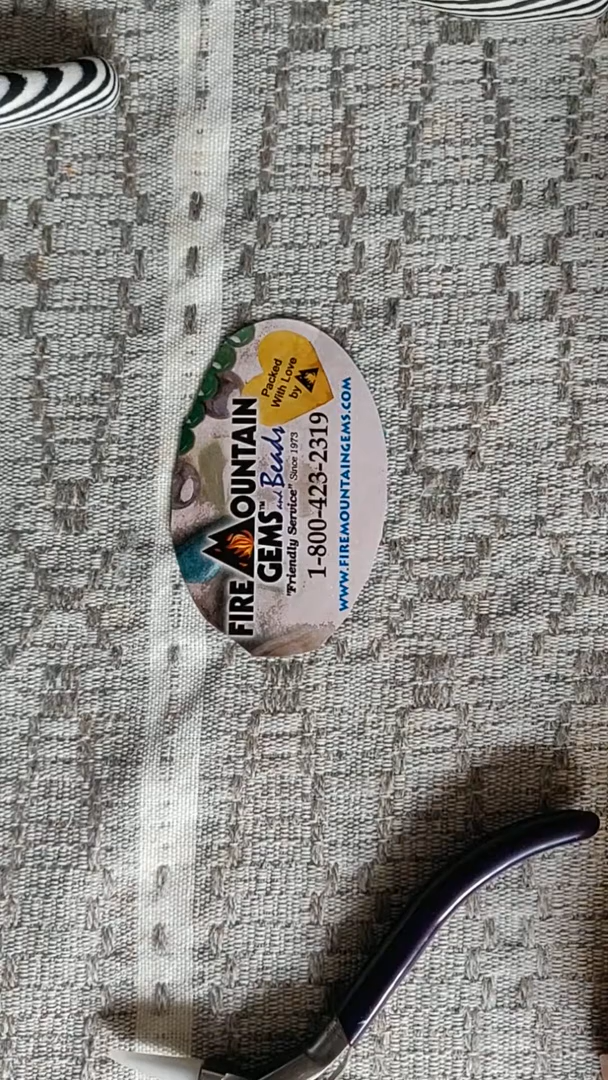 Packed
With Love
by
FIRE MOUNTAIN
GEMS™ and Beads
"Friendly Service" Since 1973
1-800-423-2319
WWW.FIREMOUNTAINGEMS.COM